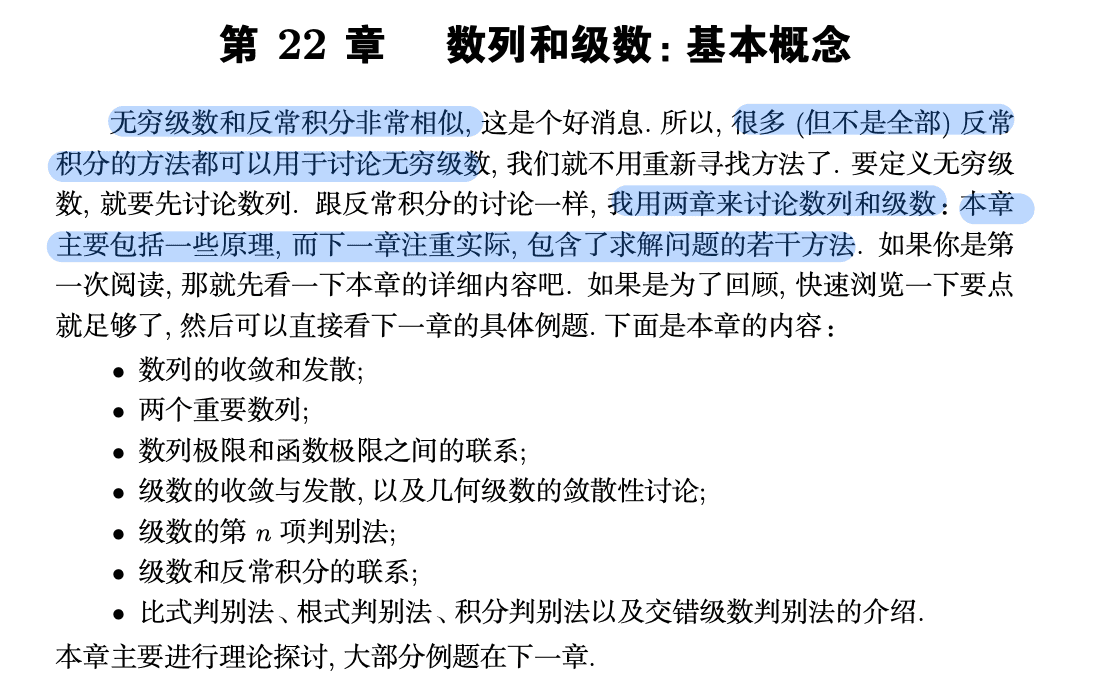 第 22 章 数列和级数: 基本概念
无穷级数和反常积分非常相似, 这是个好消息. 所以, 很多 (但不是全部) 反常
积分的方法都可以用于讨论无穷级数, 我们就不用重新寻找方法了. 要定义无穷级
数, 就要先讨论数列. 跟反常积分的讨论一样, 我用两章来讨论数列和级数: 本章
主要包括一些原理, 而下一章注重实际, 包含了求解问题的若干方法. 如果你是第
一次阅读, 那就先看一下本章的详细内容吧. 如果是为了回顾, 快速浏览一下要点
就足够了, 然后可以直接看下一章的具体例题. 下面是本章的内容:
• 数列的收敛和发散;
• 两个重要数列;
• 数列极限和函数极限之间的联系;
• 级数的收敛与发散, 以及几何级数的敛散性讨论;
• 级数的第 n 项判别法;
• 级数和反常积分的联系;
• 比式判别法、根式判别法、积分判别法以及交错级数判别法的介绍.
本章主要进行理论探讨, 大部分例题在下一章.